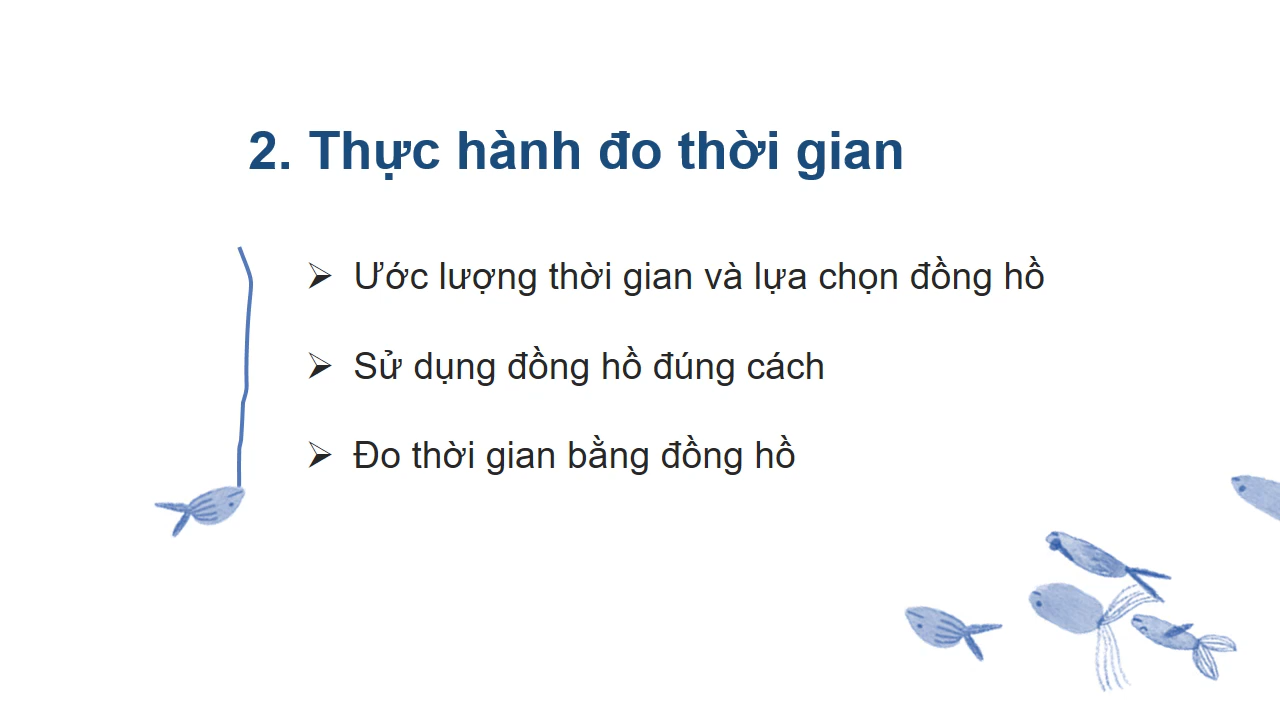 2. Thực hành đo thời gian
⮚ Ước lượng thời gian và lựa chọn đồng hồ
⮚ Sử dụng đồng hồ đúng cách
⮚ Đo thời gian bằng đồng hồ